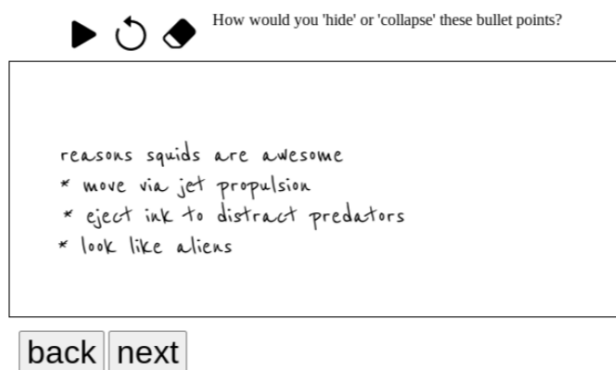 How would you 'hide' or 'collapse' these bullet points?
reasons squids are awesome
* move via jet propulsion
* eject ink to distract predators
* look like aliens
back next